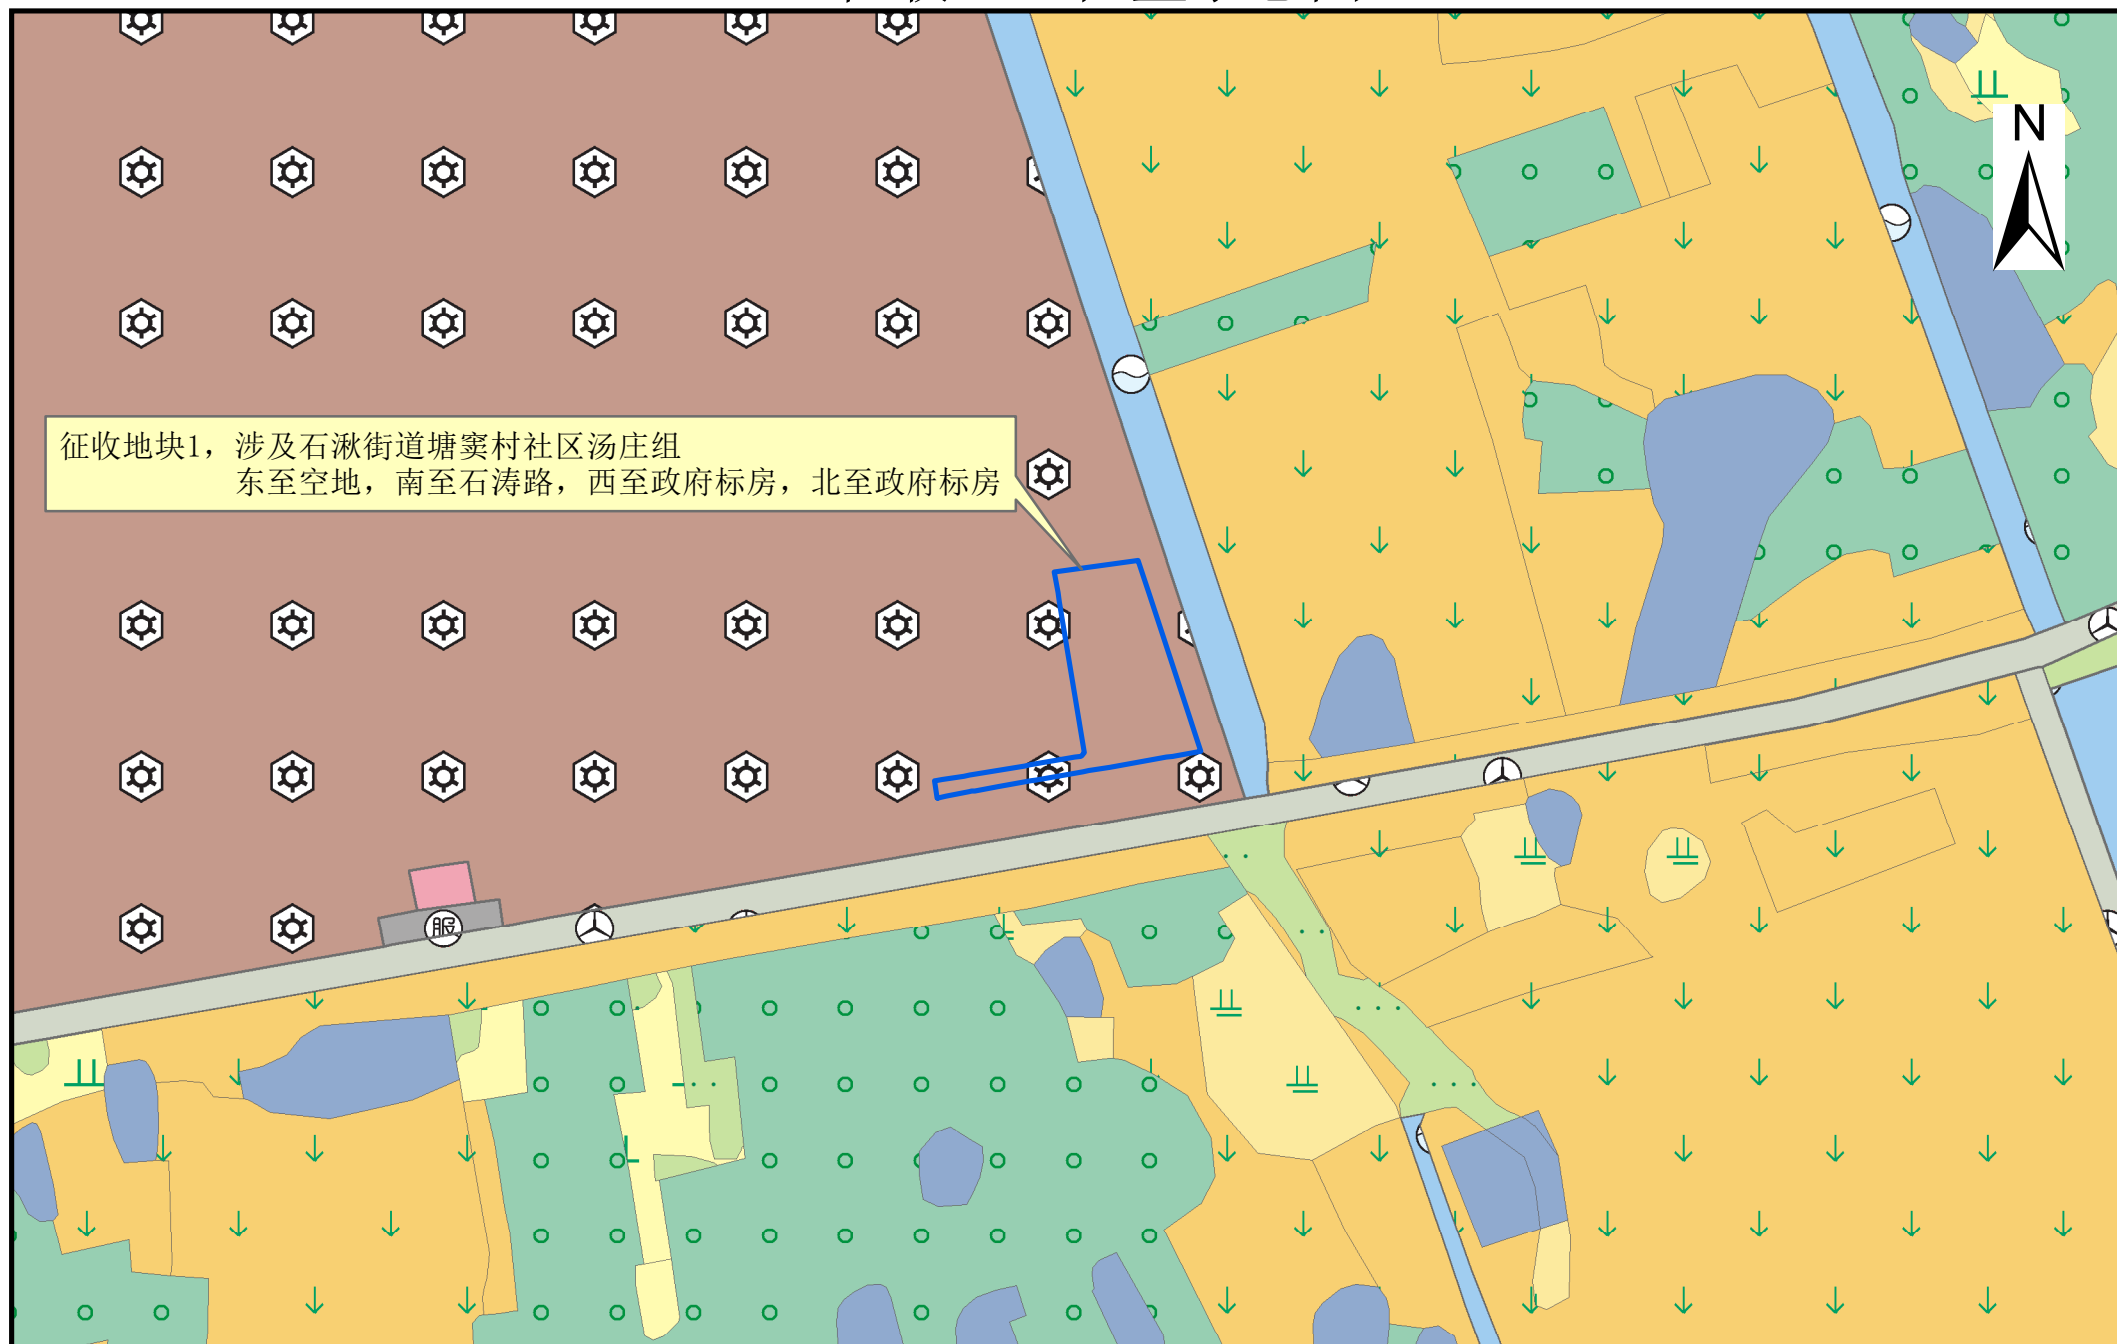 N
征收地块1，涉及石湫街道塘窦村社区汤庄组
东至空地，南至石涛路，西至政府标房，北至政府标房
服